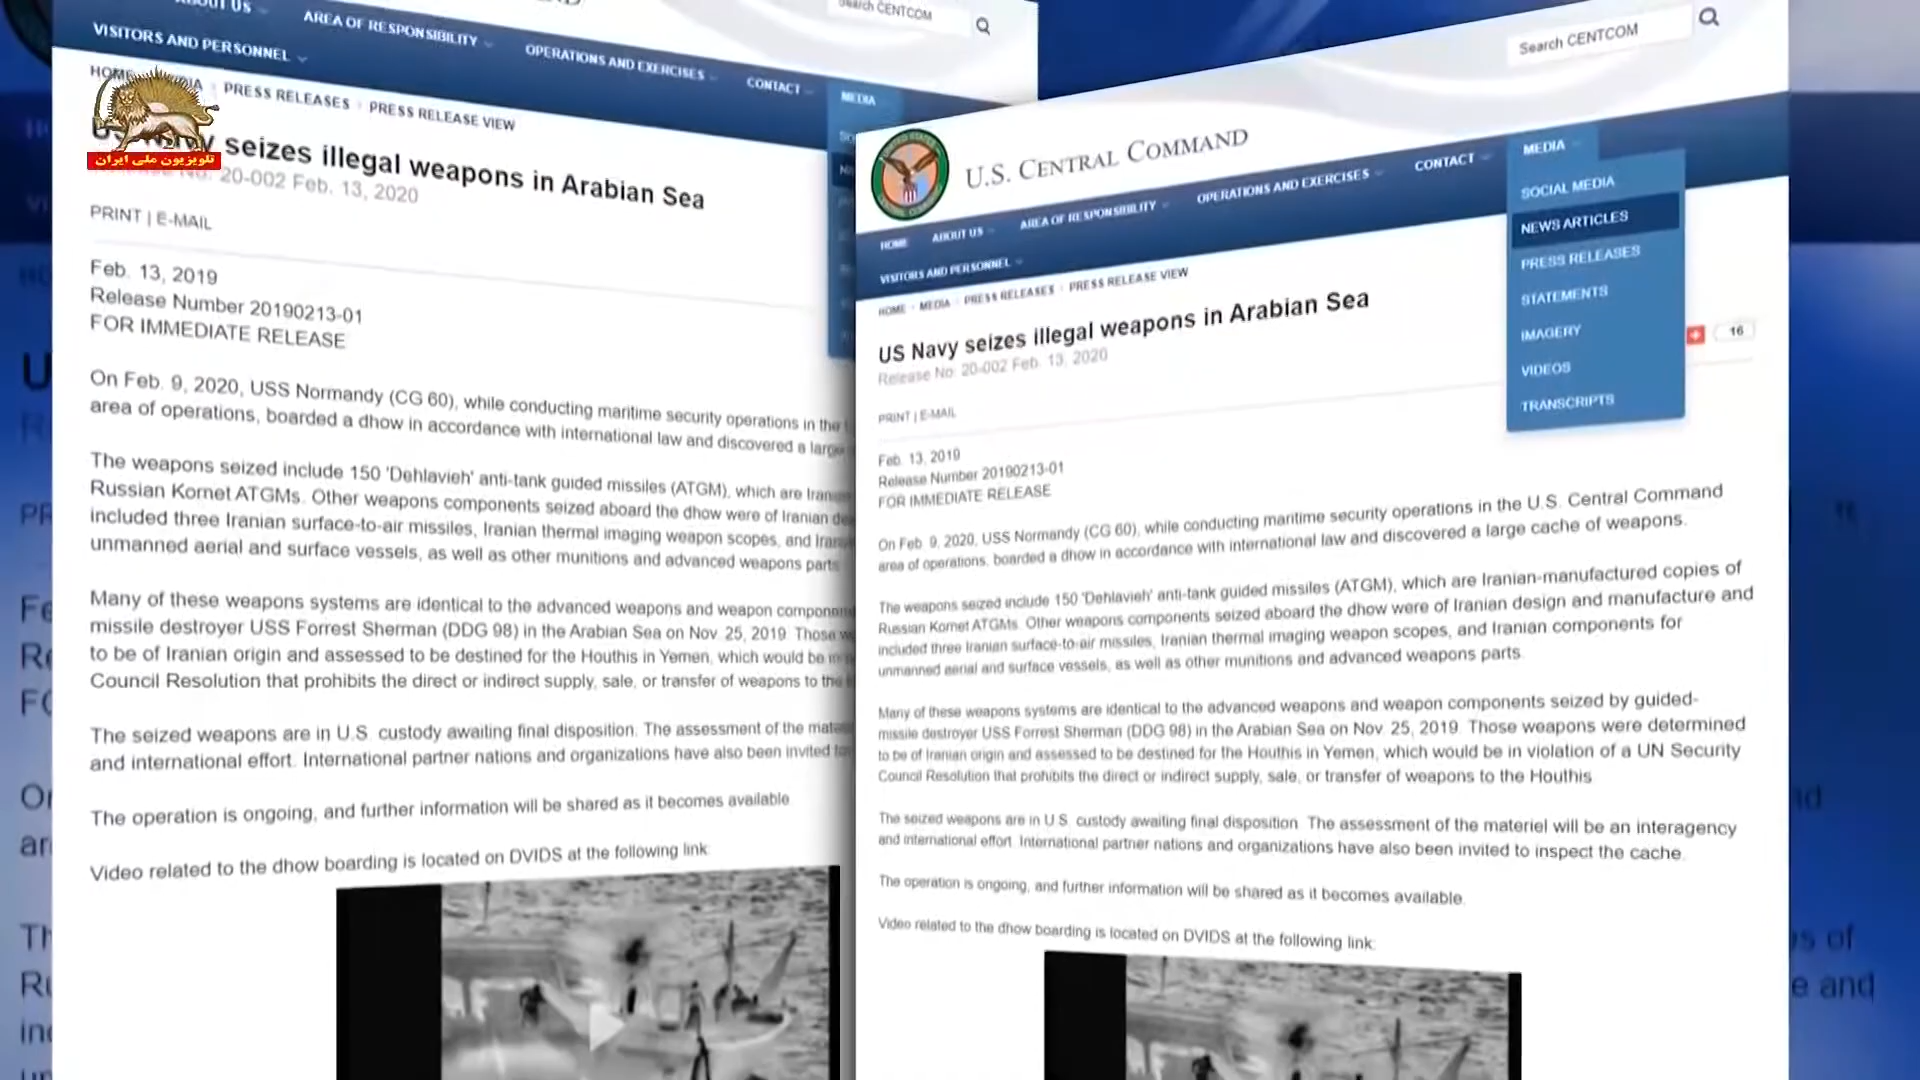 ABOUT US
AREA OF RESPONSIBILITY
OPERATIONS AND EXERCISES
CONTACT
MEDIA
Search CENTCOM
VISITORS AND PERSONNEL
HOME
PRESS RELEASES
PRESS RELEASE VIEW
تلویزیون ملی ایران
seizes illegal weapons in Arabian Sea
No: 20-002 Feb. 13, 2020
PRINT | E-MAIL
Feb. 13, 2019
Release Number 20190213-01
FOR IMMEDIATE RELEASE
On Feb. 9, 2020, USS Normandy (CG 60), while conducting maritime security operations in the
area of operations, boarded a dhow in accordance with international law and discovered a large
The weapons seized include 150 'Dehlavieh' anti-tank guided missiles (ATGM), which are
Russian Kornet ATGMs. Other weapons components seized aboard the dhow were of Iranian
included three Iranian surface-to-air missiles, Iranian thermal imaging weapon scopes, and
unmanned aerial and surface vessels, as well as other munitions and advanced weapons parts
Many of these weapons systems are identical to the advanced weapons and weapon
missile destroyer USS Forrest Sherman (DDG 98) in the Arabian Sea on Nov. 25, 2019. Those
to be of Iranian origin and assessed to be destined for the Houthis in Yemen, which would be
Council Resolution that prohibits the direct or indirect supply, sale, or transfer of weapons to the
The seized weapons are in U.S. custody awaiting final disposition. The assessment of the
and international effort. International partner nations and organizations have also been invited
The operation is ongoing, and further information will be shared as it becomes available
Video related to the dhow boarding is located on DVIDS at the following link
Search CENTCOM
U.S. CENTRAL COMMAND
HOME
ABOUT US
AREA OF RESPONSIBILITY
OPERATIONS AND EXERCISES
CONTACT
MEDIA
VISITORS AND PERSONNEL
SOCIAL MEDIA
NEWS ARTICLES
PRESS RELEASES
STATEMENTS
IMAGERY
VIDEOS
TRANSCRIPTS
HOME MEDIA PRESS RELEASES PRESS RELEASE VIEW
US Navy seizes illegal weapons in Arabian Sea
Release No: 20-002 Feb. 13, 2020
16
PRINT | E-MAIL
Feb. 13, 2019
Release Number 20190213-01
FOR IMMEDIATE RELEASE
On Feb. 9, 2020, USS Normandy (CG 60), while conducting maritime security operations in the U.S. Central Command
area of operations, boarded a dhow in accordance with international law and discovered a large cache of weapons.
The weapons seized include 150 'Dehlavieh' anti-tank guided missiles (ATGM), which are Iranian-manufactured copies of
Russian Kornet ATGMs. Other weapons components seized aboard the dhow were of Iranian design and manufacture and
included three Iranian surface-to-air missiles, Iranian thermal imaging weapon scopes, and Iranian components for
unmanned aerial and surface vessels, as well as other munitions and advanced weapons parts
Many of these weapons systems are identical to the advanced weapons and weapon components seized by guided-
missile destroyer USS Forrest Sherman (DDG 98) in the Arabian Sea on Nov. 25, 2019. Those weapons were determined
to be of Iranian origin and assessed to be destined for the Houthis in Yemen, which would be in violation of a UN Security
Council Resolution that prohibits the direct or indirect supply, sale, or transfer of weapons to the Houthis
The seized weapons are in U.S. custody awaiting final disposition. The assessment of the materiel will be an interagency
and international effort. International partner nations and organizations have also been invited to inspect the cache.
The operation is ongoing, and further information will be shared as it becomes available.
Video related to the dhow boarding is located on DVIDS at the following link: